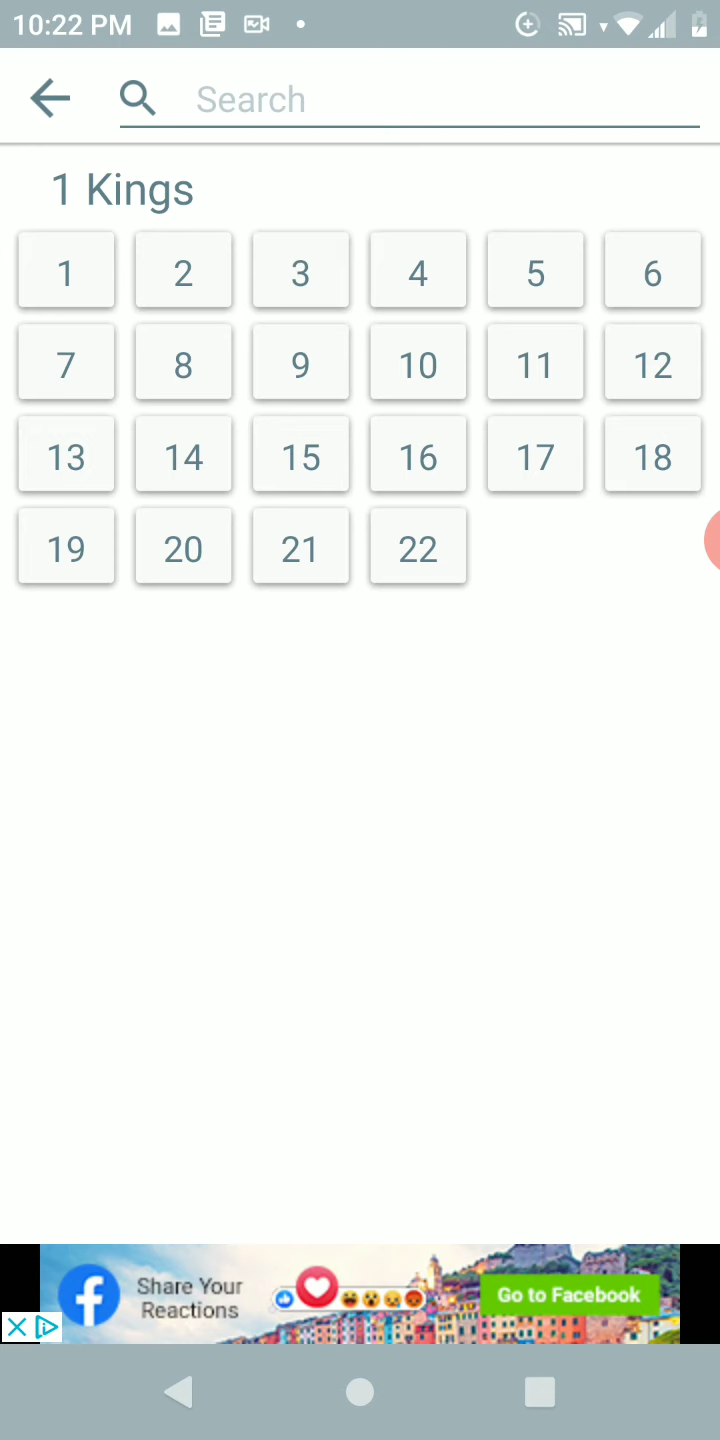 10:22 PM
Search
1 Kings
1 2 3 4 5 6
7 8 9 10 11 12
13 14 15 16 17 18
19 20 21 22
Share Your
Reactions
Go to Facebook